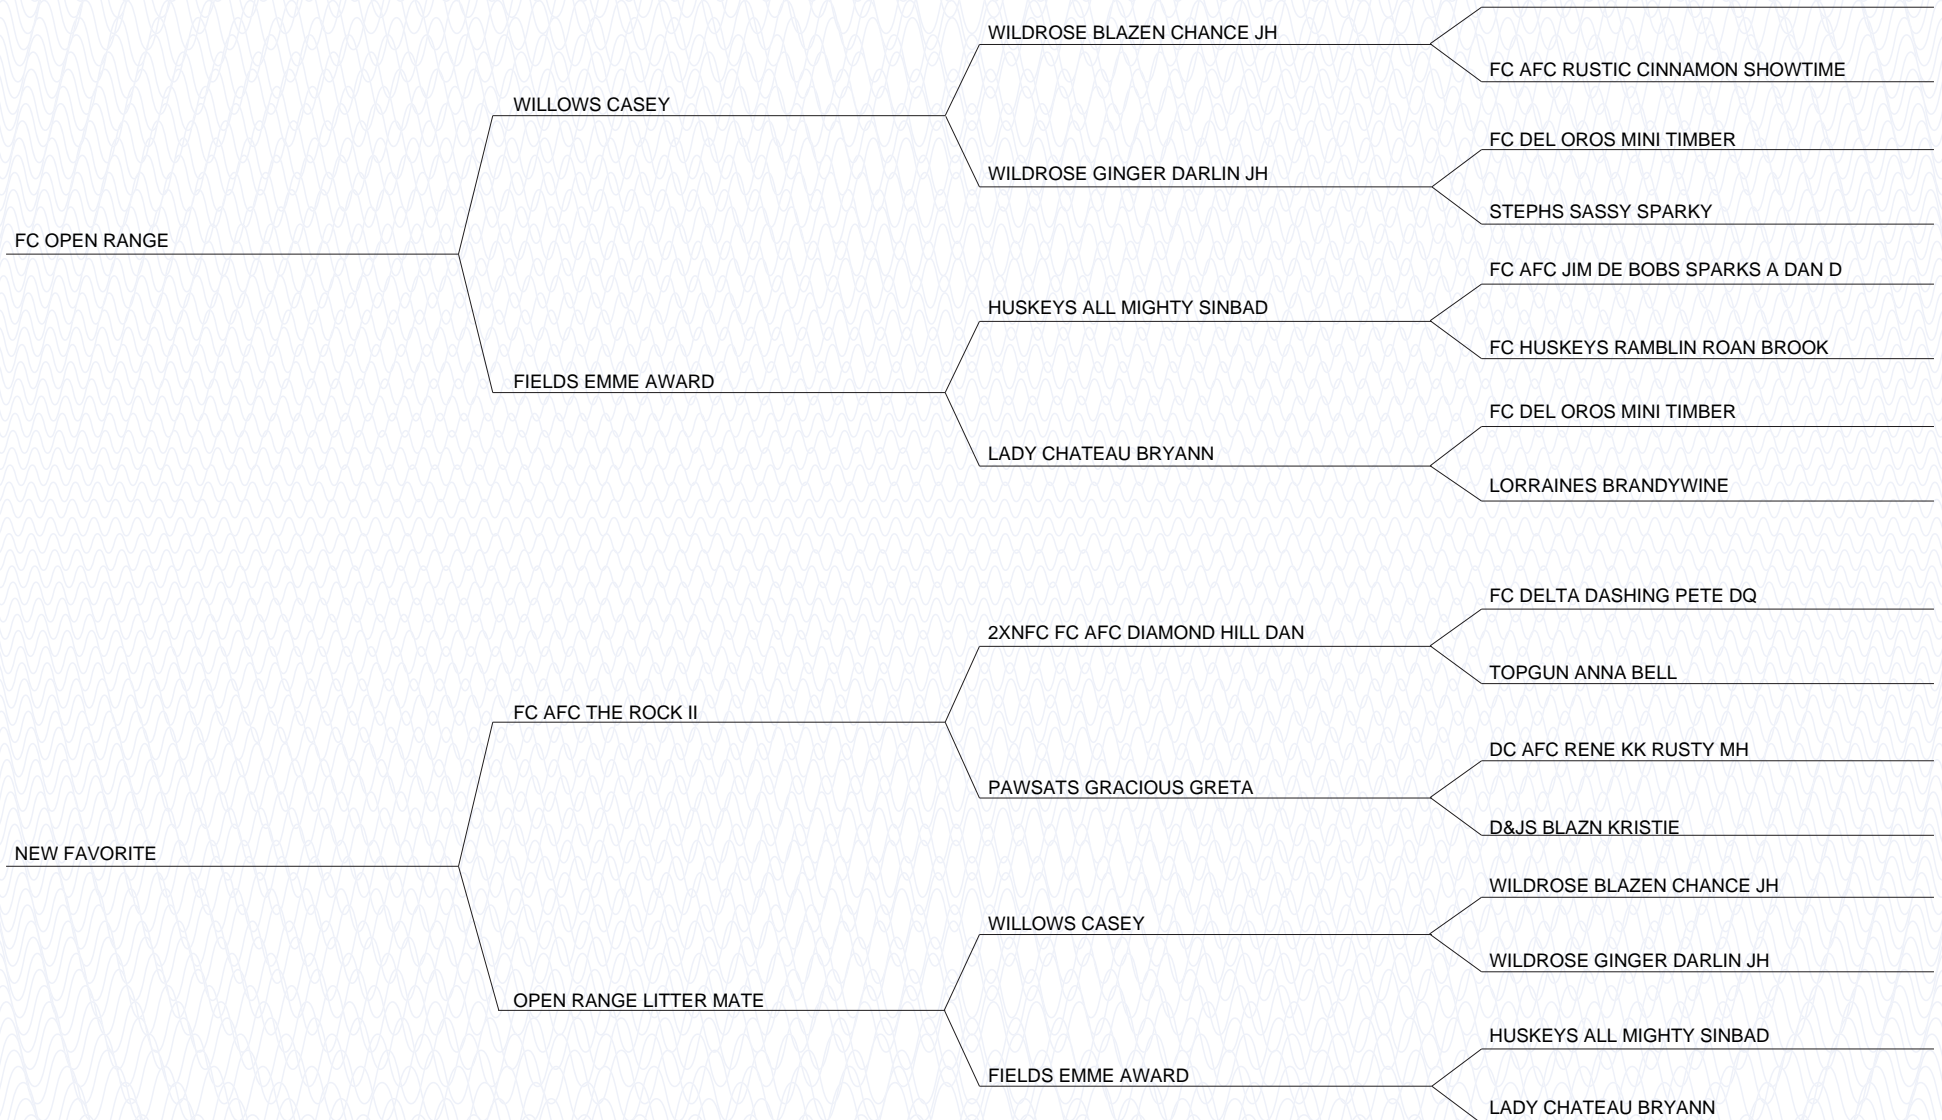 WILDROSE BLAZEN CHANCE JH
FC AFC RUSTIC CINNAMON SHOWTIME
WILLOWS CASEY
FC DEL OROS MINI TIMBER
WILDROSE GINGER DARLIN JH
STEPHS SASSY SPARKY
FC OPEN RANGE
FC AFC JIM DE BOBS SPARKS A DAN D
HUSKEYS ALL MIGHTY SINBAD
FC HUSKEYS RAMBLIN ROAN BROOK
FIELDS EMME AWARD
FC DEL OROS MINI TIMBER
LADY CHATEAU BRYANN
LORRAINES BRANDYWINE
FC DELTA DASHING PETE DQ
2XNFC FC AFC DIAMOND HILL DAN
TOPGUN ANNA BELL
FC AFC THE ROCK II
DC AFC RENE KK RUSTY MH
PAWSATS GRACIOUS GRETA
D&JS BLAZN KRISTIE
NEW FAVORITE
WILDROSE BLAZEN CHANCE JH
WILLOWS CASEY
WILDROSE GINGER DARLIN JH
OPEN RANGE LITTER MATE
HUSKEYS ALL MIGHTY SINBAD
FIELDS EMME AWARD
LADY CHATEAU BRYANN